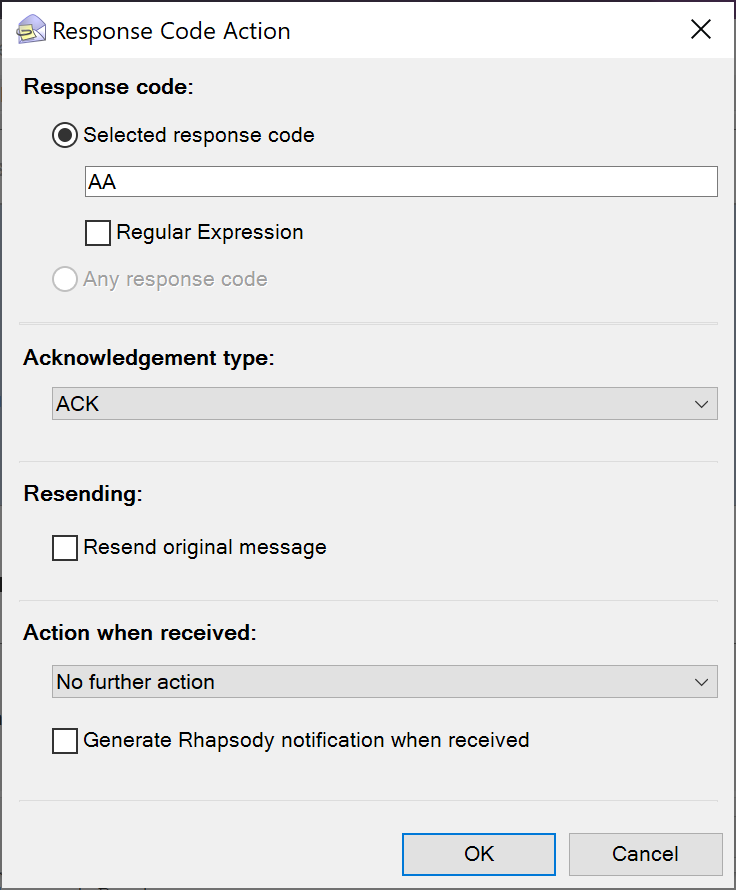 Response Code Action
Response code:
Selected response code
AA
Regular Expression
Any response code
Acknowledgement type:
ACK
Resending:
Resend original message
Action when received:
No further action
Generate Rhapsody notification when received
OK Cancel